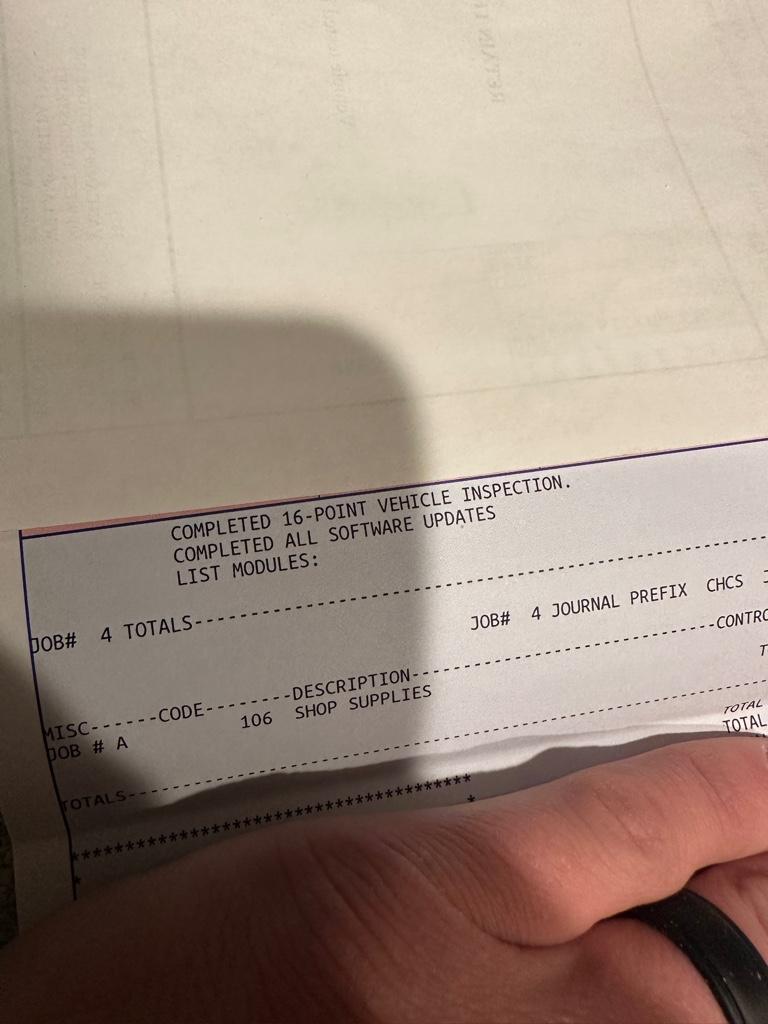 COMPLETED 16-POINT VEHICLE INSPECTION.
COMPLETED ALL SOFTWARE UPDATES
LIST MODULES:
JOB# 4 TOTALS----------------------------------------
JOB# 4 JOURNAL PREFIX CHCS
MISC------CODE--------DESCRIPTION----------------------------CONTRO
JOB # A 106 SHOP SUPPLIES
T
TOTAL
TOTALS----------------------------------------
TOTAL
************************************
* *